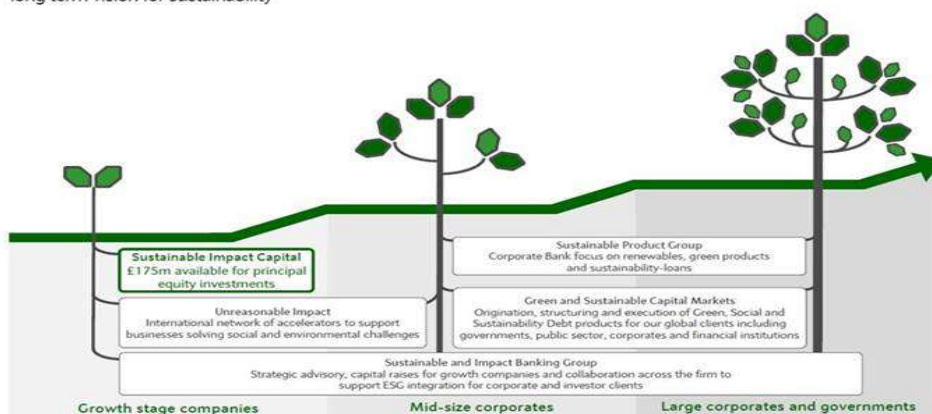 long term vision for sustainability
Sustainable Impact Capital
£175m available for principal
equity investments
Unreasonable Impact
International network of accelerators to support
businesses solving social and environmental challenges
Sustainable Product Group
Corporate Bank focus on renewables, green products
and sustainability-loans
Green and Sustainable Capital Markets
Origination, structuring and execution of Green, Social and
Sustainability Debt products for our global clients including
governments, public sector, corporates and financial institutions
Sustainable and Impact Banking Group
Strategic advisory, capital raises for growth companies and collaboration across the firm to
support ESG integration for corporate and investor clients
Growth stage companies
Mid-size corporates
Large corporates and governments